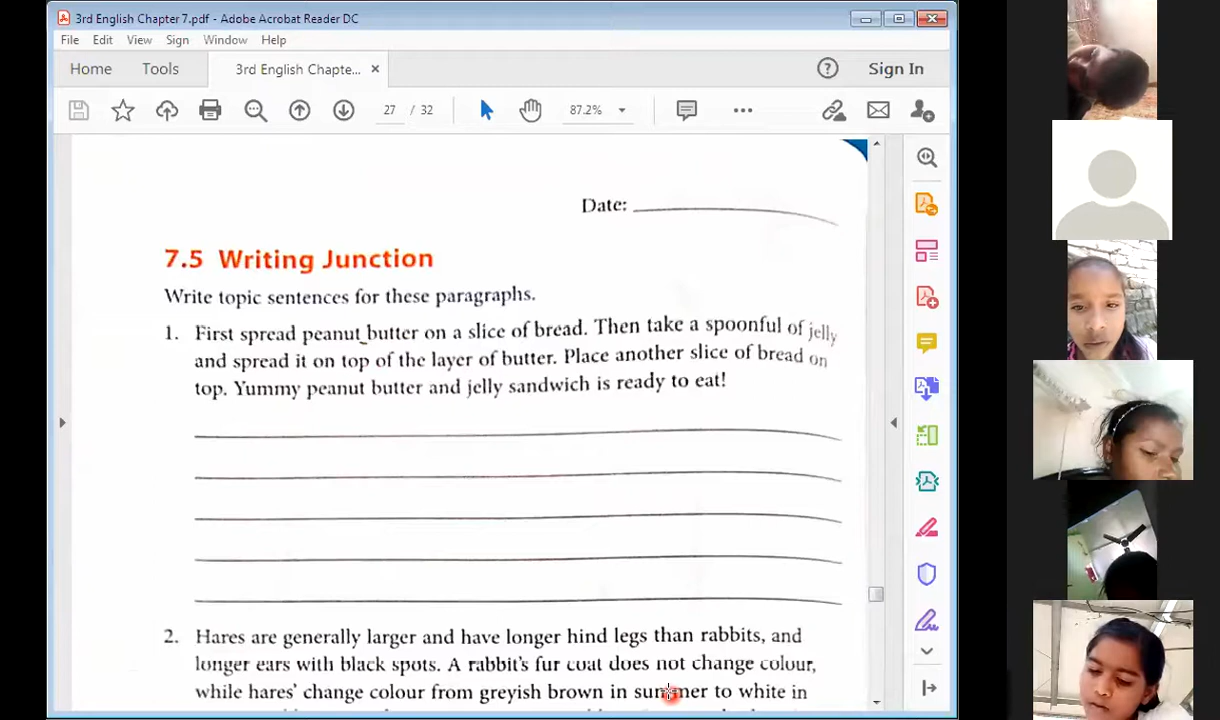 3rd English Chapter 7.pdf - Adobe Acrobat Reader DC
File Edit View Sign Window Help
Home Tools 3rd English Chapte... × Sign In
27 / 32 87.2%
Date:
7.5 Writing Junction
Write topic sentences for these paragraphs.
1. First spread peanut butter on a slice of bread. Then take a spoonful of jelly
and spread it on top of the layer of butter. Place another slice of bread on
top. Yummy peanut butter and jelly sandwich is ready to eat!
2. Hares are generally larger and have longer hind legs than rabbits, and
longer ears with black spots. A rabbit's fur coat does not change colour,
while hares' change colour from greyish brown in summer to white in